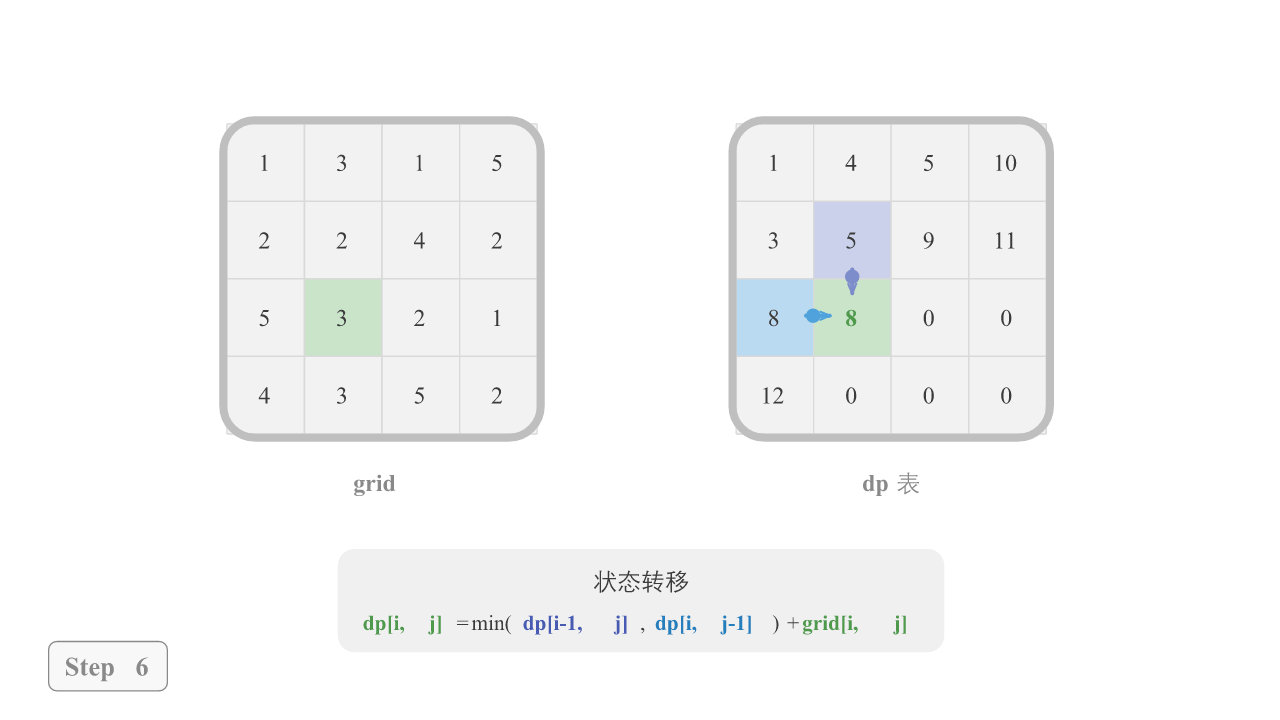 1 3 1 5 1 4 5 10
2 2 4 2 3 5 9 11
5 3 2 1 8 8 0 0
4 3 5 2 12 0 0 0
grid dp 表
状态转移
dp[i, j] =min( dp[i-1, j] , dp[i, j-1] ) +grid[i, j]
Step 6